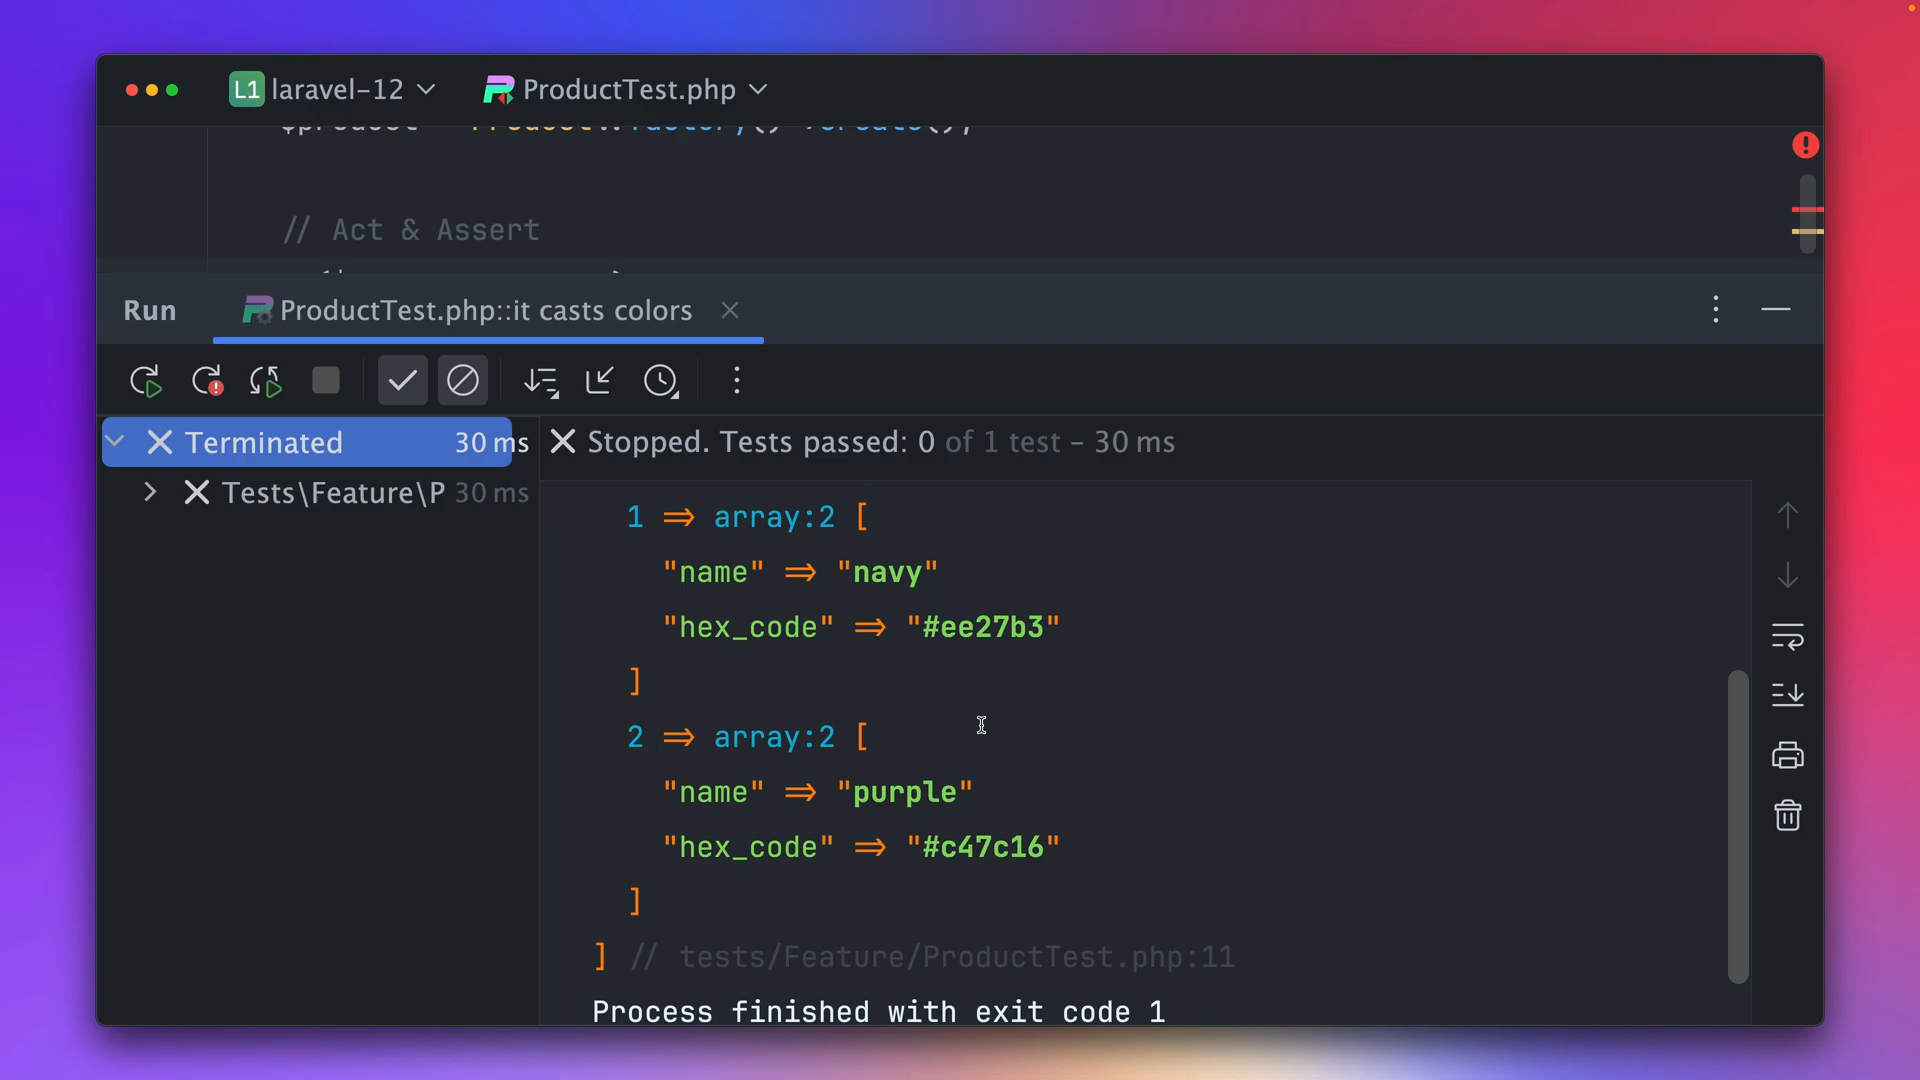 L1 laravel-12 ProductTest.php
// Act & Assert
Run ProductTest.php::it casts colors
Terminated 30 ms
Tests\Feature\P 30 ms
Stopped. Tests passed: 0 of 1 test – 30 ms
1 => array:2 [
"name" => "navy"
"hex_code" => "#ee27b3"
]
2 => array:2 [
"name" => "purple"
"hex_code" => "#c47c16"
]
] // tests/Feature/ProductTest.php:11
Process finished with exit code 1